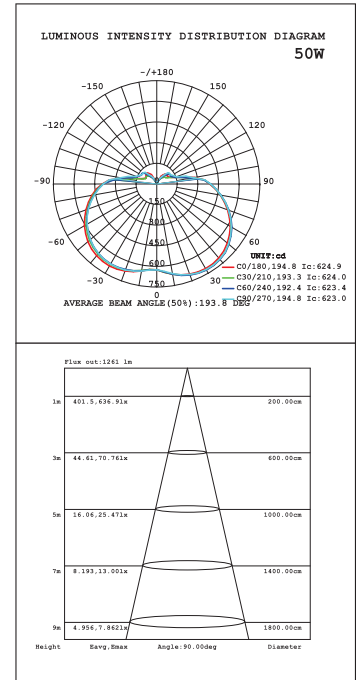 LUMINOUS INTENSITY DISTRIBUTION DIAGRAM
50W
-/+180
-150 150
-120 120
-90 90
0
150
300
-60 450 60
UNIT:cd
600 C0/180,194.8 Ic:624.9
-30 30 C30/210,193.3 Ic:624.0
750 C60/240,192.4 Ic:623.4
0 C90/270,194.8 Ic:623.0
AVERAGE BEAM ANGLE(50%):193.8 DEG
Flux out:1261 lm
1m 401.5,636.9lx 200.00cm
3m 44.61,70.76lx 600.00cm
5m 16.06,25.47lx 1000.00cm
7m 8.193,13.00lx 1400.00cm
9m 4.956,7.862lx 1800.00cm
Height Eavg,Emax Angle:90.00deg Diameter